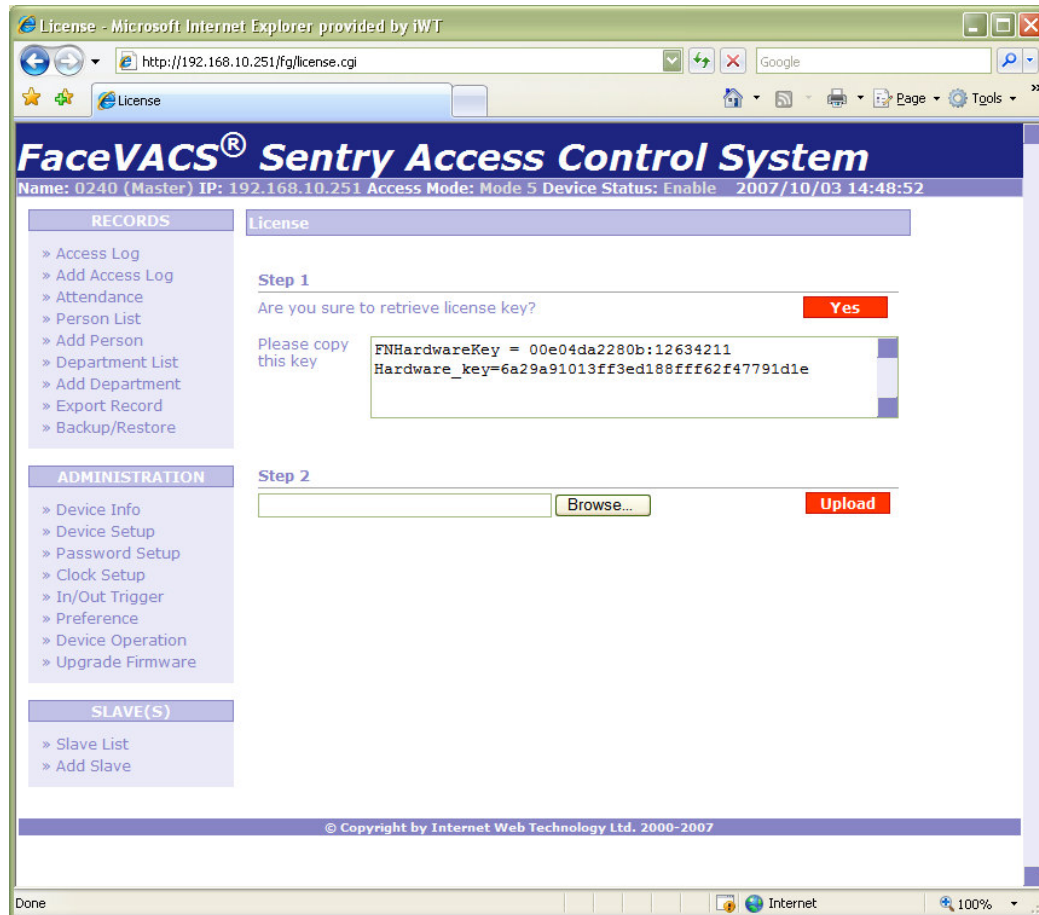 License - Microsoft Internet Explorer provided by iWT
http://192.168.10.251/fg/license.cgi
Google
License
Page
Tools
»
FaceVACS® Sentry Access Control System
Name: 0240 (Master) IP: 192.168.10.251 Access Mode: Mode 5 Device Status: Enable 2007/10/03 14:48:52
RECORDS
» Access Log
» Add Access Log
» Attendance
» Person List
» Add Person
» Department List
» Add Department
» Export Record
» Backup/Restore
ADMINISTRATION
» Device Info
» Device Setup
» Password Setup
» Clock Setup
» In/Out Trigger
» Preference
» Device Operation
» Upgrade Firmware
SLAVE(S)
» Slave List
» Add Slave
License
Step 1
Are you sure to retrieve license key?
Yes
Please copy
this key
FNHardwareKey = 00e04da2280b:12634211
Hardware_key=6a29a91013ff3ed188fff62f47791d1e
Step 2
Browse...
Upload
© Copyright by Internet Web Technology Ltd. 2000-2007
Done
Internet
100%